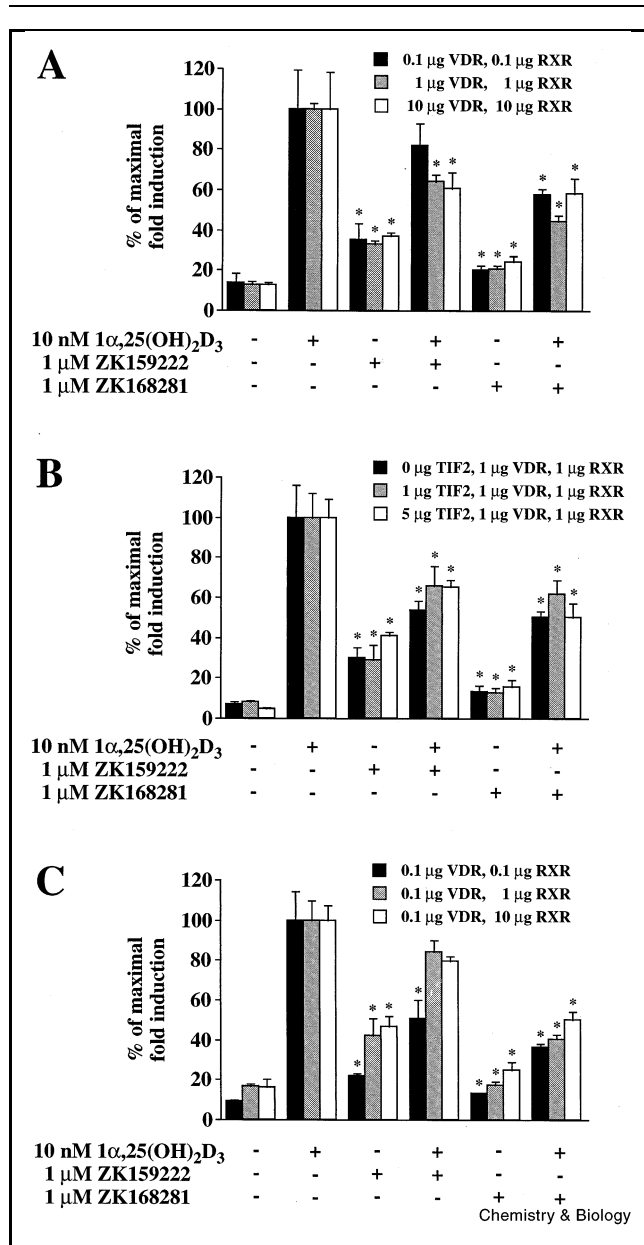 A
0.1 μg VDR, 0.1 μg RXR
1 μg VDR, 1 μg RXR
10 μg VDR, 10 μg RXR
% of maximal
fold induction
120
100
80
60
40
20
0
* * * * * * * * * * *
10 nM 1α,25(OH)₂D₃ - + - + - +
1 μM ZK159222 - - + + - -
1 μM ZK168281 - - - - + +
B
0 μg TIF2, 1 μg VDR, 1 μg RXR
1 μg TIF2, 1 μg VDR, 1 μg RXR
5 μg TIF2, 1 μg VDR, 1 μg RXR
% of maximal
fold induction
120
100
80
60
40
20
0
* * * * * * * * * * * *
10 nM 1α,25(OH)₂D₃ - + - + - +
1 μM ZK159222 - - + + - -
1 μM ZK168281 - - - - + +
C
0.1 μg VDR, 0.1 μg RXR
0.1 μg VDR, 1 μg RXR
0.1 μg VDR, 10 μg RXR
% of maximal
fold induction
120
100
80
60
40
20
0
* * * * * * * * * *
10 nM 1α,25(OH)₂D₃ - + - + - +
1 μM ZK159222 - - + + - -
1 μM ZK168281 - - - - + +
Chemistry & Biology